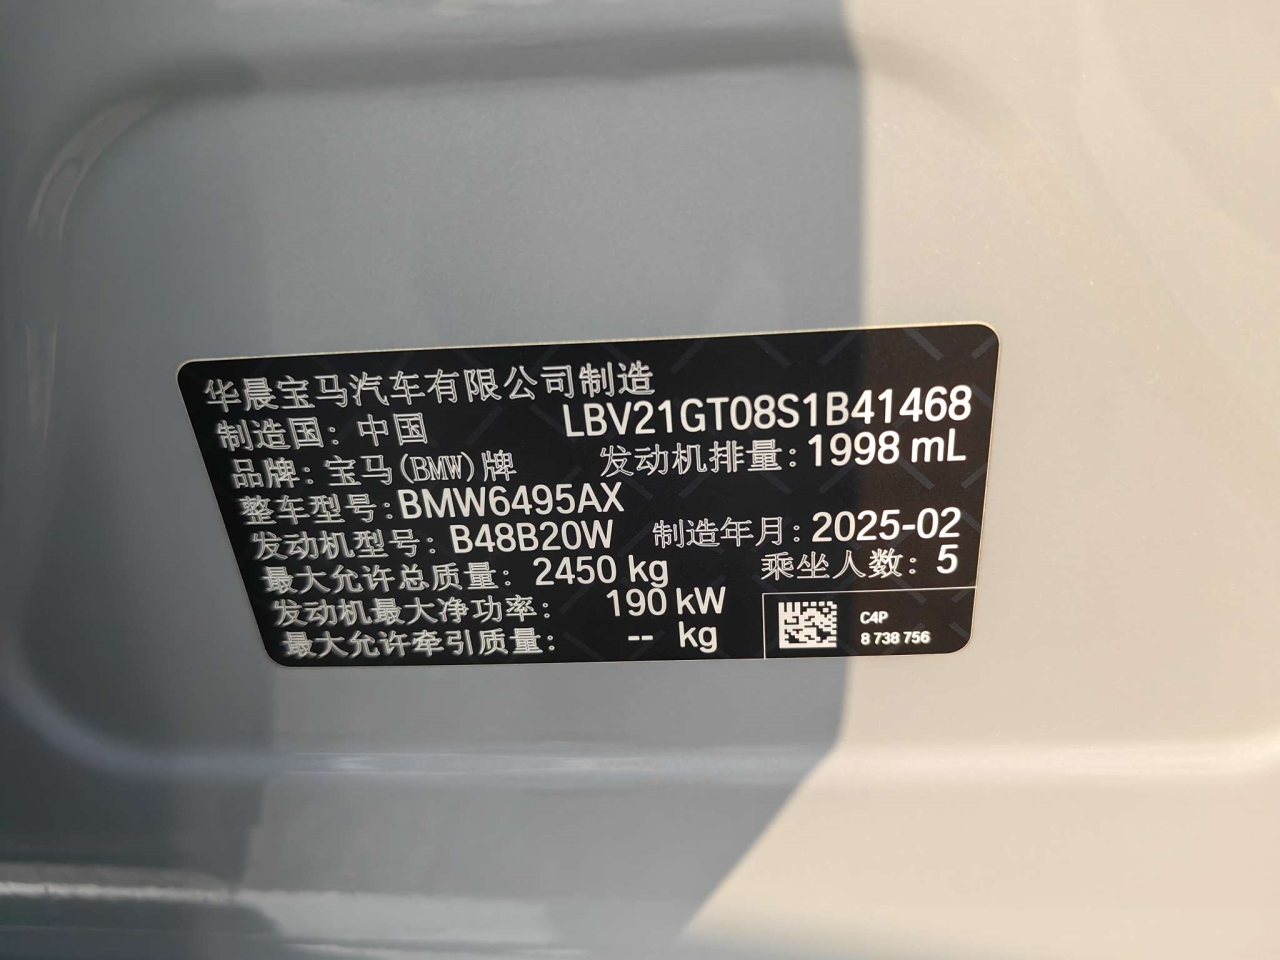 华晨宝马汽车有限公司制造
制造国：中国
LBV21GT08S1B41468
品牌：宝马(BMW)牌
发动机排量：1998 mL
整车型号：BMW6495AX
发动机型号：B48B20W
制造年月：2025-02
最大允许总质量：2450 kg
乘坐人数：5
发动机最大净功率：190 kW
最大允许牵引质量：-- kg
C4P
8 738 756